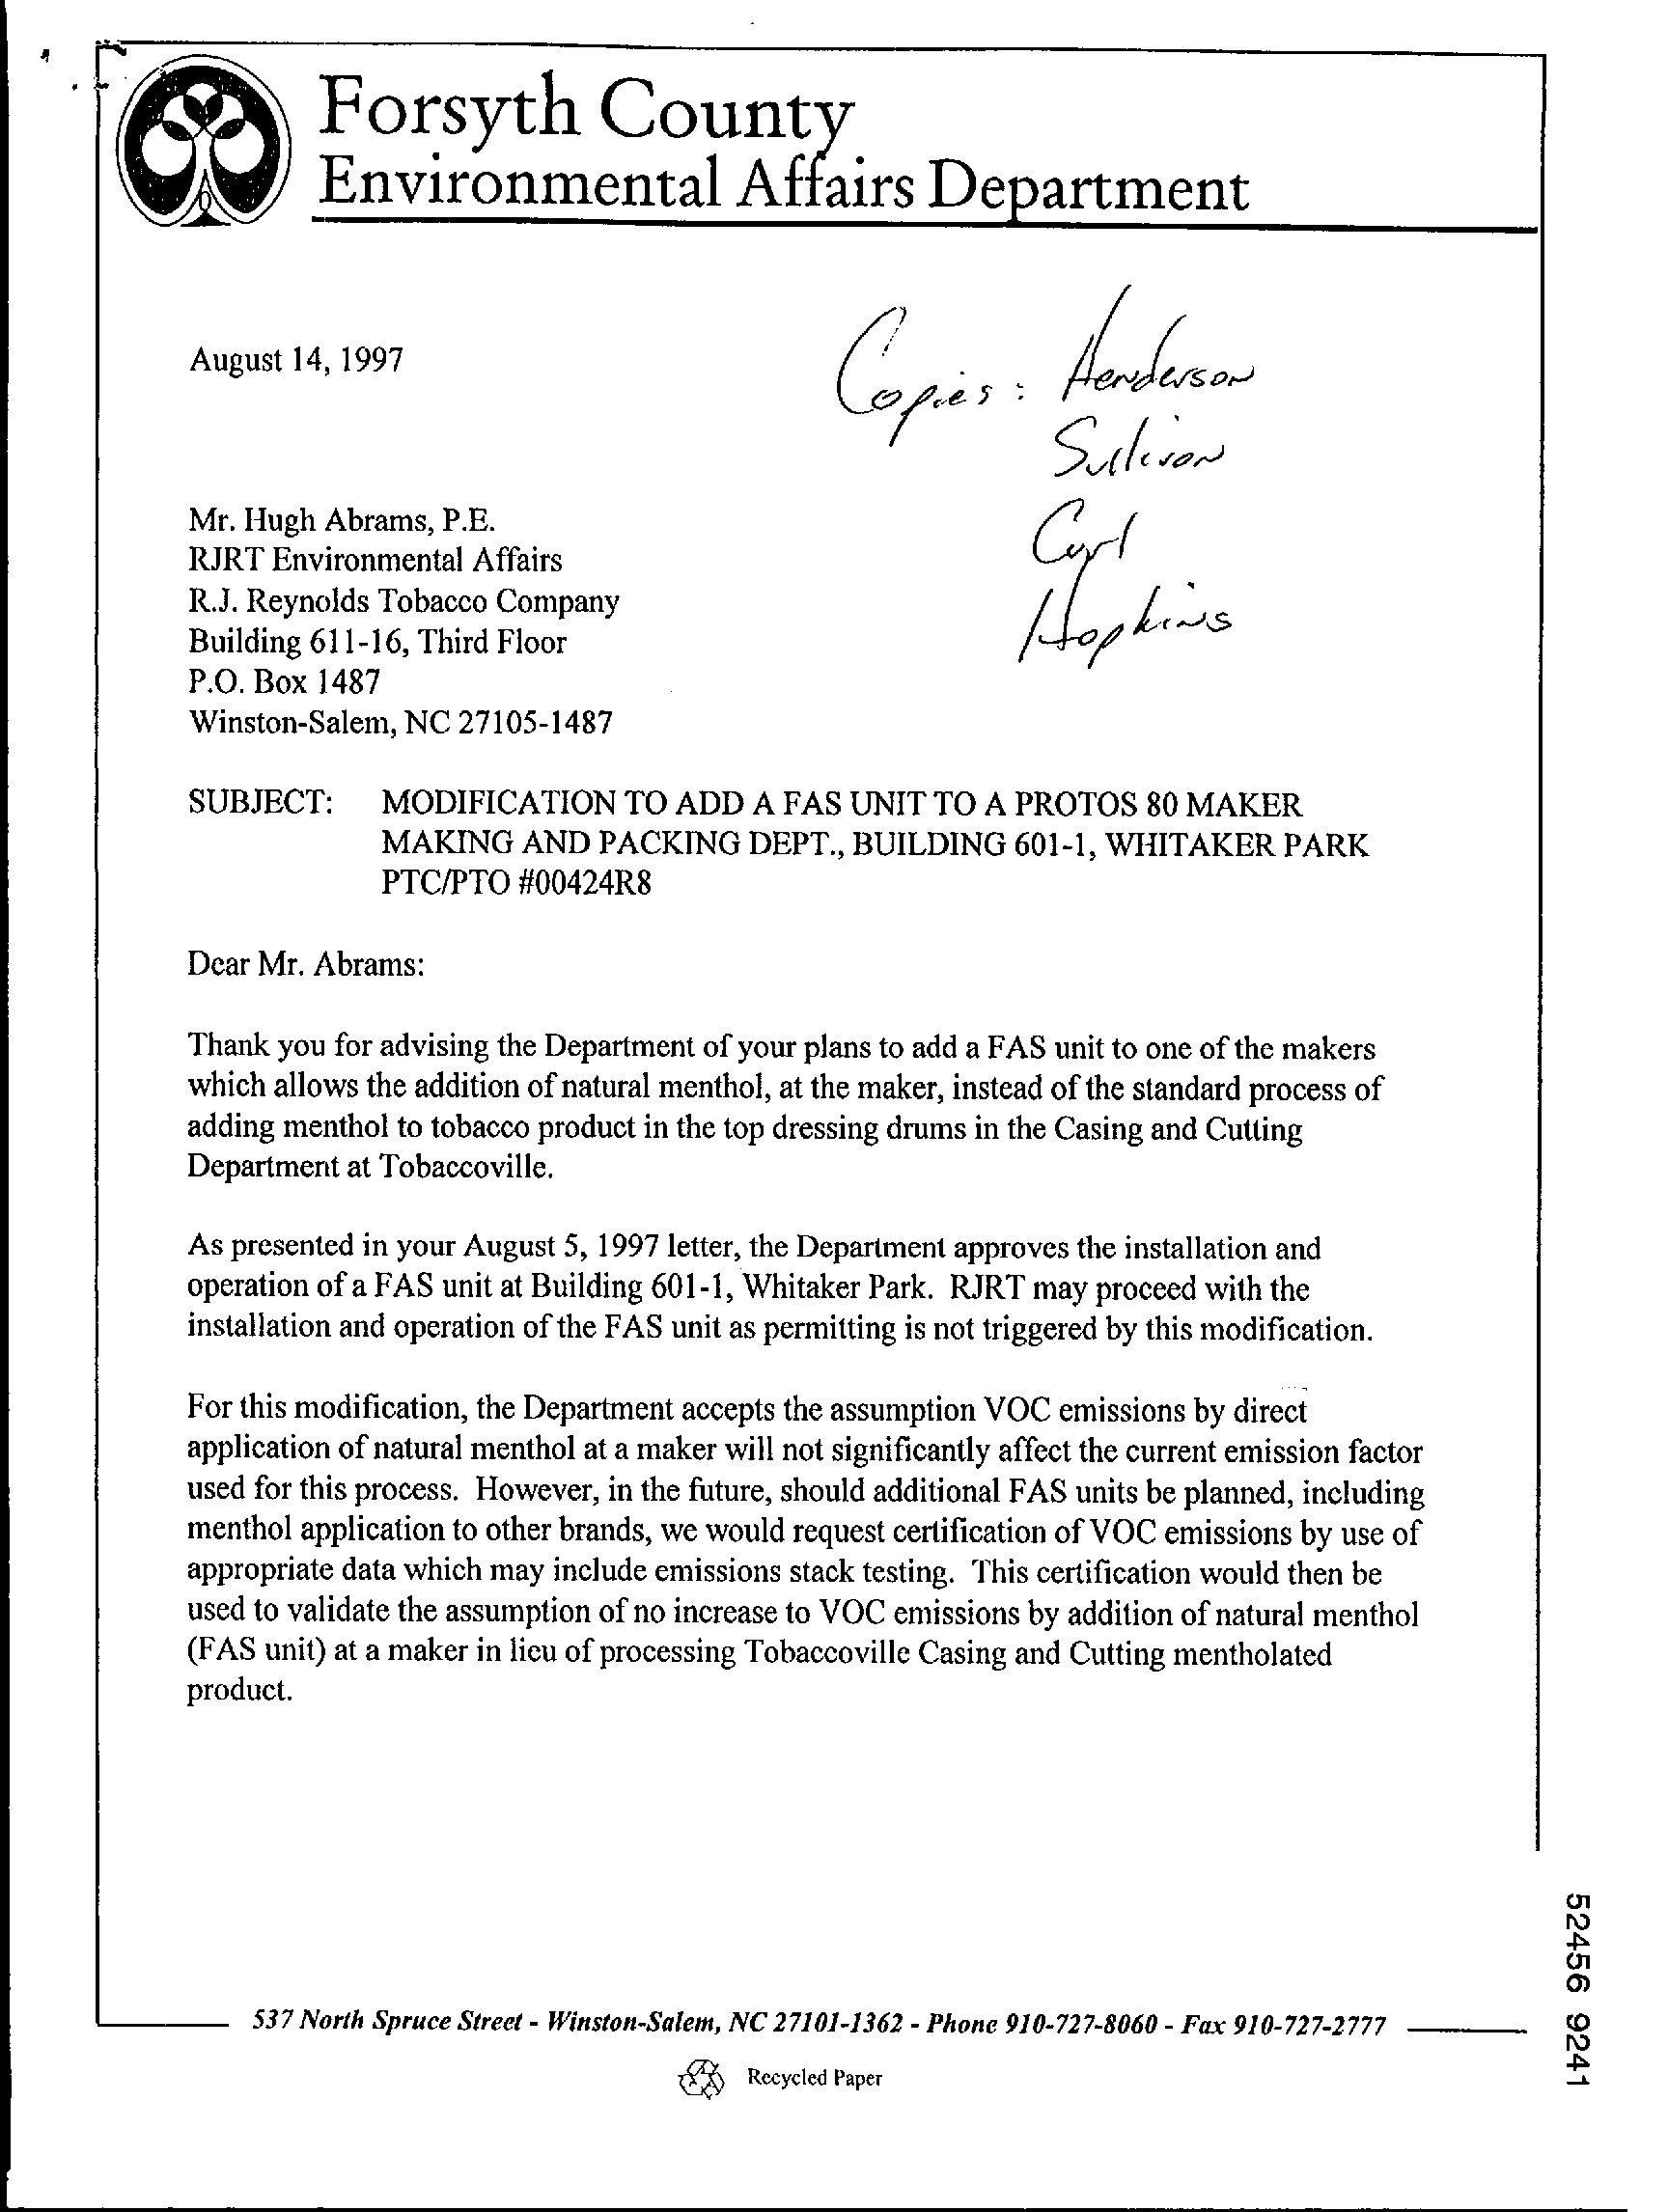 Forsyth County
Environmental Affairs Department
August 14, 1997
Copies: Henderson
Sullivan
Cyrl
Hopkins
Mr. Hugh Abrams, P.E.
RJRT Environmental Affairs
R.J. Reynolds Tobacco Company
Building 611-16, Third Floor
P.O. Box 1487
Winston-Salem, NC 27105-1487
SUBJECT: MODIFICATION TO ADD A FAS UNIT TO A PROTOS 80 MAKER
MAKING AND PACKING DEPT., BUILDING 601-1, WHITAKER PARK
PTC/PTO #00424R8
Dear Mr. Abrams:
Thank you for advising the Department of your plans to add a FAS unit to one of the makers
which allows the addition of natural menthol, at the maker, instead of the standard process of
adding menthol to tobacco product in the top dressing drums in the Casing and Cutting
Department at Tobaccoville.
As presented in your August 5, 1997 letter, the Department approves the installation and
operation of a FAS unit at Building 601-1, Whitaker Park. RJRT may proceed with the
installation and operation of the FAS unit as permitting is not triggered by this modification.
For this modification, the Department accepts the assumption VOC emissions by direct
application of natural menthol at a maker will not significantly affect the current emission factor
used for this process. However, in the future, should additional FAS units be planned, including
menthol application to other brands, we would request certification of VOC emissions by use of
appropriate data which may include emissions stack testing. This certification would then be
used to validate the assumption of no increase to VOC emissions by addition of natural menthol
(FAS unit) at a maker in lieu of processing Tobaccoville Casing and Cutting mentholated
product.
537 North Spruce Street - Winston-Salem, NC 27101-1362 - Phone 910-727-8060 - Fax 910-727-2777
Recycled Paper
52456 9241